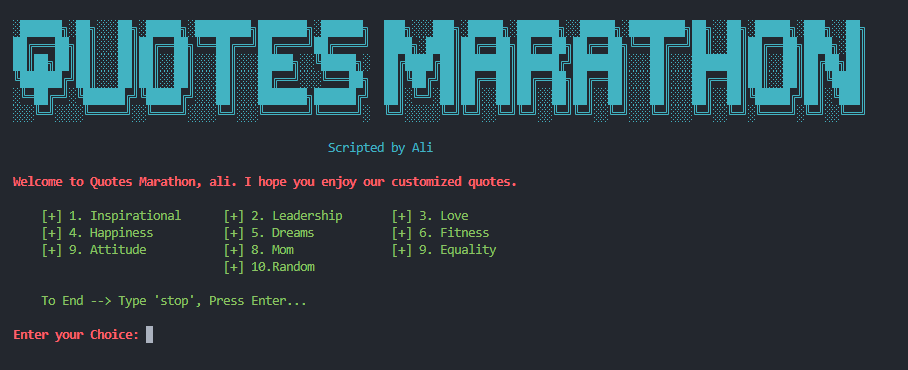 QUOTES MARATHON
Scripted by Ali
Welcome to Quotes Marathon, ali. I hope you enjoy our customized quotes.
[+] 1. Inspirational [+] 2. Leadership [+] 3. Love
[+] 4. Happiness [+] 5. Dreams [+] 6. Fitness
[+] 9. Attitude [+] 8. Mom [+] 9. Equality
[+] 10.Random
To End --> Type 'stop', Press Enter...
Enter your Choice: